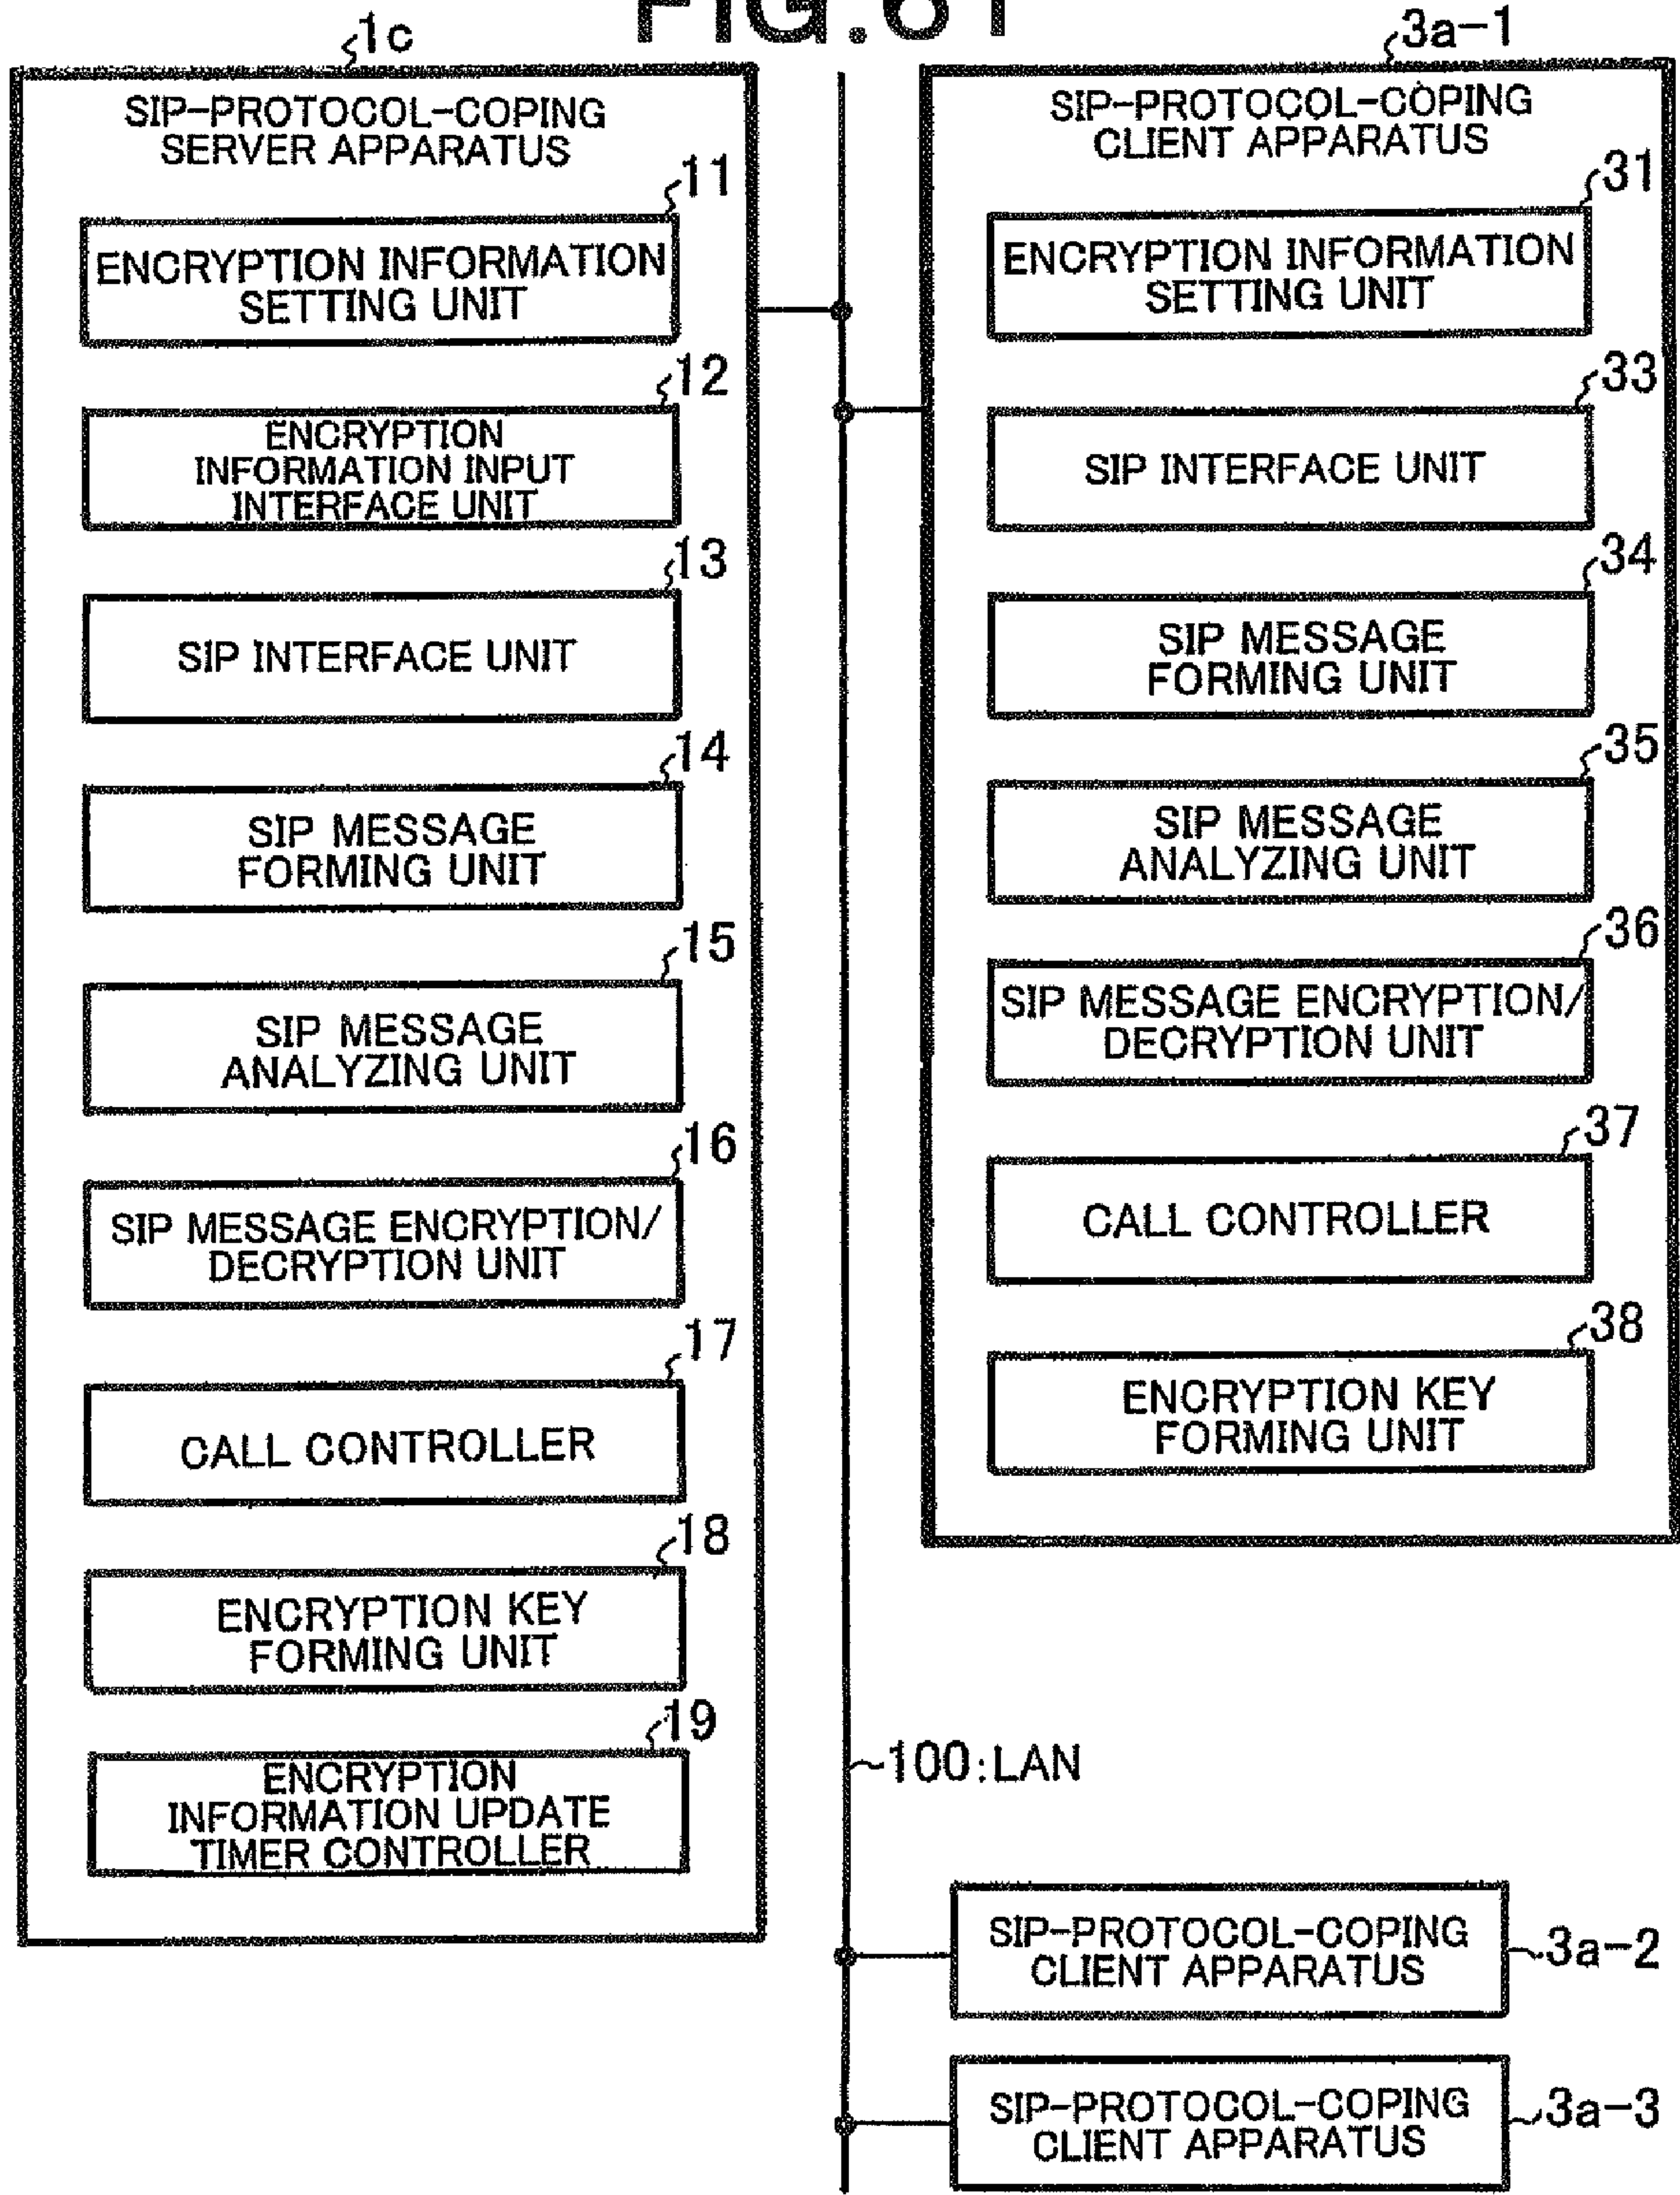 FIG.61
1c
SIP-PROTOCOL-COPING
SERVER APPARATUS
11
ENCRYPTION INFORMATION
SETTING UNIT
12
ENCRYPTION
INFORMATION INPUT
INTERFACE UNIT
13
SIP INTERFACE UNIT
14
SIP MESSAGE
FORMING UNIT
15
SIP MESSAGE
ANALYZING UNIT
16
SIP MESSAGE ENCRYPTION/
DECRYPTION UNIT
17
CALL CONTROLLER
18
ENCRYPTION KEY
FORMING UNIT
19
ENCRYPTION
INFORMATION UPDATE
TIMER CONTROLLER
3a-1
SIP-PROTOCOL-COPING
CLIENT APPARATUS
31
ENCRYPTION INFORMATION
SETTING UNIT
33
SIP INTERFACE UNIT
34
SIP MESSAGE
FORMING UNIT
35
SIP MESSAGE
ANALYZING UNIT
36
SIP MESSAGE ENCRYPTION/
DECRYPTION UNIT
37
CALL CONTROLLER
38
ENCRYPTION KEY
FORMING UNIT
100:LAN
SIP-PROTOCOL-COPING
CLIENT APPARATUS
3a-2
SIP-PROTOCOL-COPING
CLIENT APPARATUS
3a-3